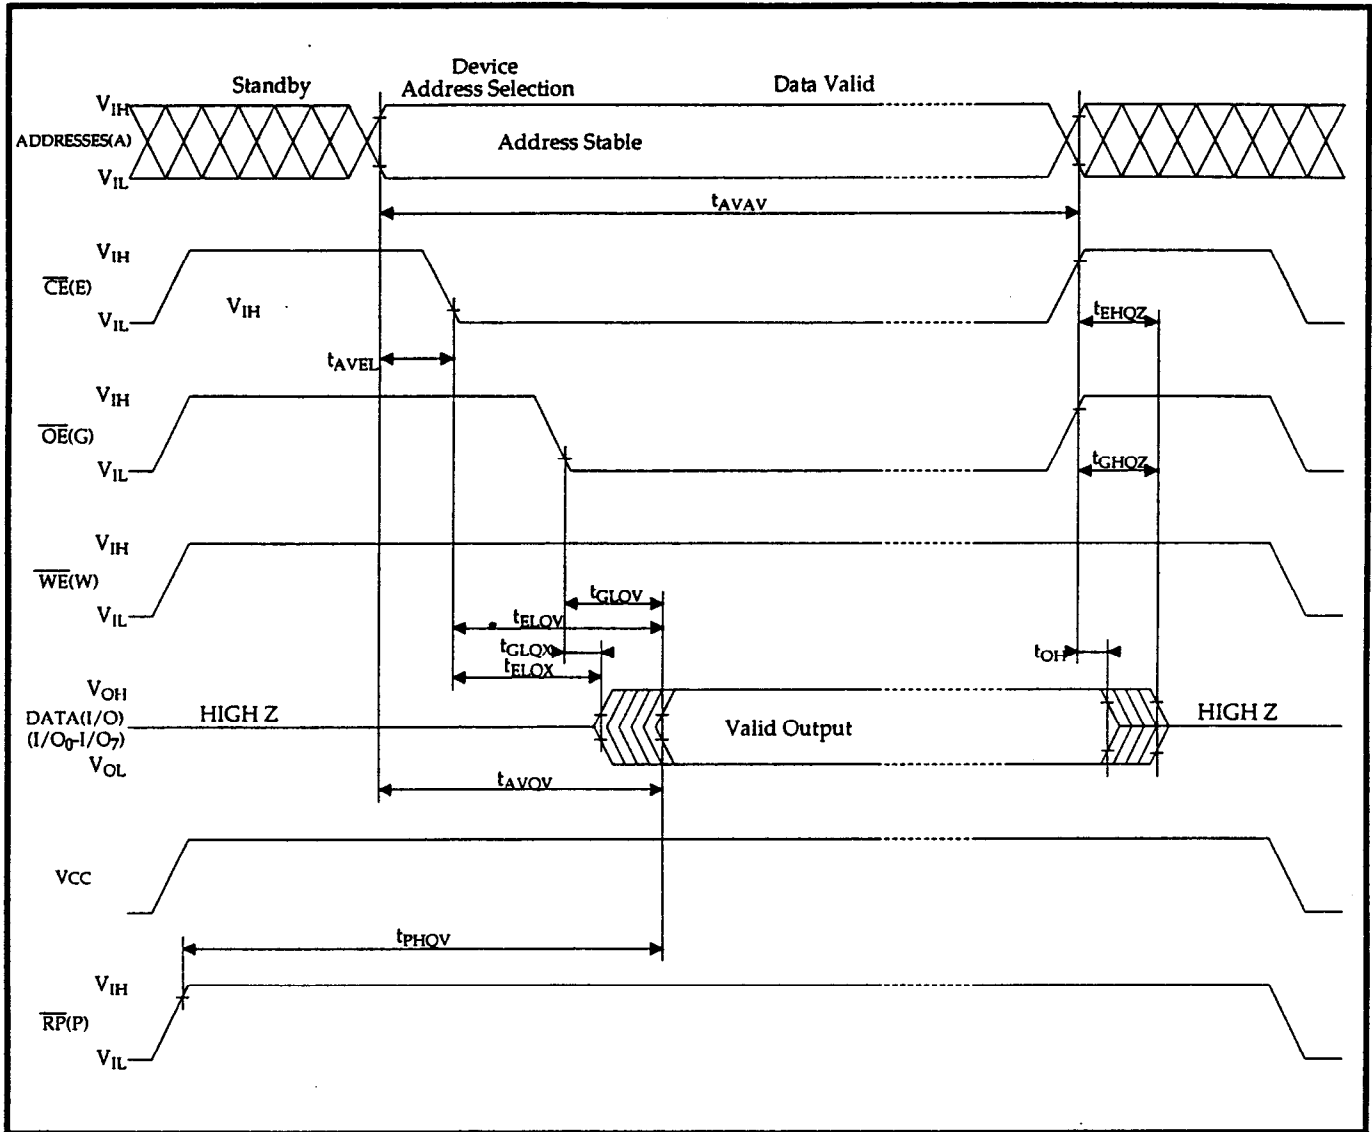 Standby
Device
Address Selection
Data Valid
VIH
ADDRESSES(A)
VIL
Address Stable
tAVAV
VIH
CE(E)
VIL
VIH
tEHQZ
tAVEL
VIH
OE(G)
VIL
tGHQZ
VIH
WE(W)
VIL
tGLQV
tELQV
tGLQX
tELQX
tOH
VOH
DATA(I/O)
(I/O0-I/O7)
VOL
HIGH Z
Valid Output
HIGH Z
tAVQV
VCC
tPHQV
VIH
RP(P)
VIL